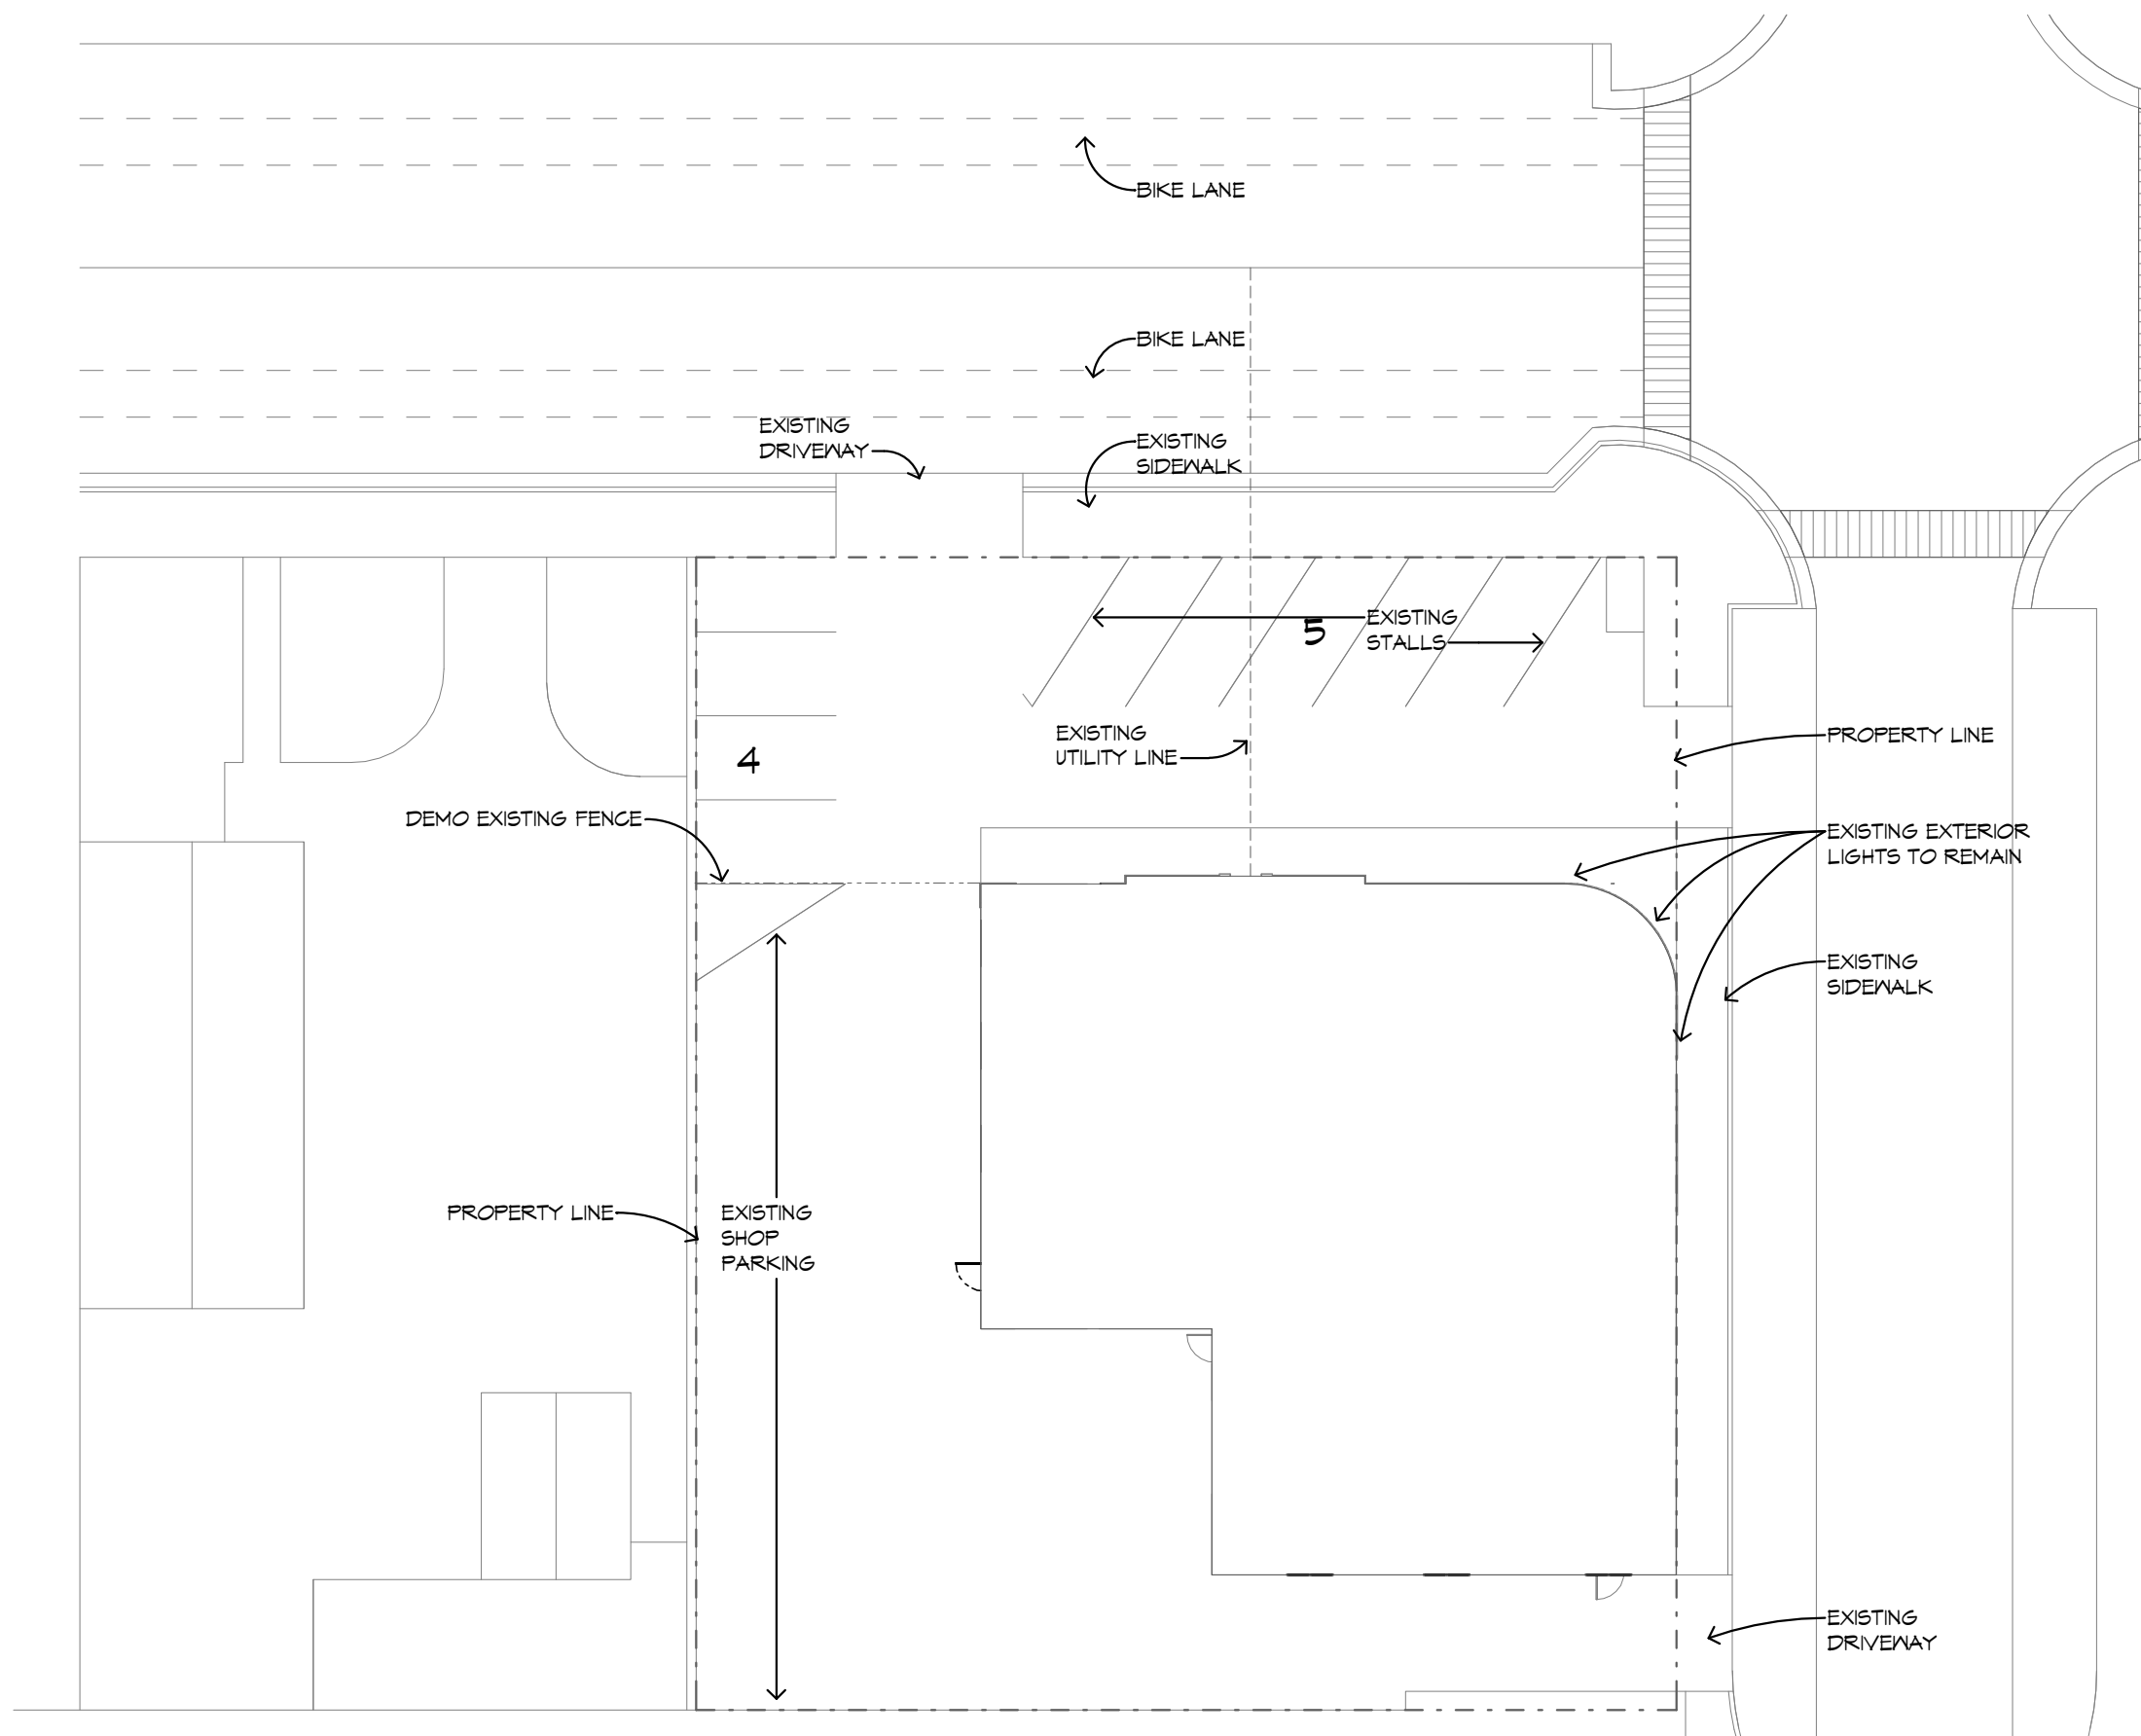 BIKE LANE
BIKE LANE
EXISTING
DRIVEWAY
EXISTING
SIDEWALK
EXISTING
STALLS
5
EXISTING
UTILITY LINE
4
PROPERTY LINE
DEMO EXISTING FENCE
EXISTING EXTERIOR
LIGHTS TO REMAIN
EXISTING
SIDEWALK
PROPERTY LINE
EXISTING
SHOP
PARKING
EXISTING
DRIVEWAY